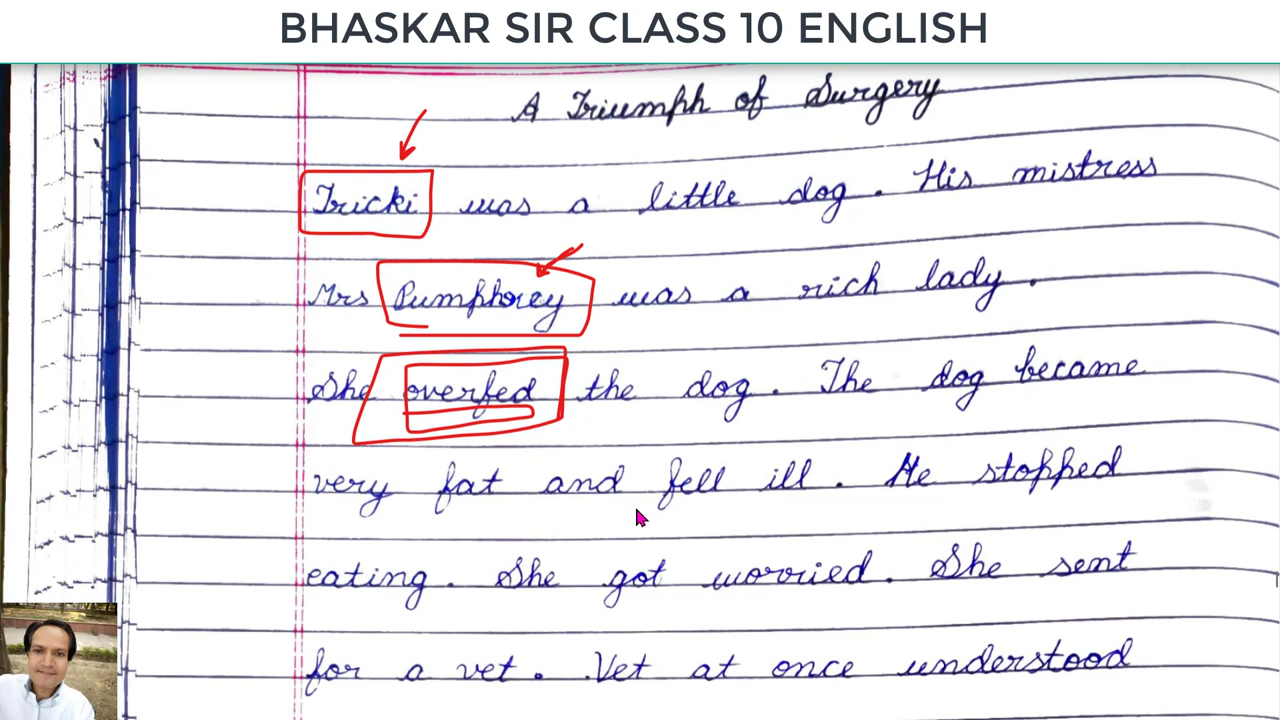 BHASKAR SIR CLASS 10 ENGLISH
A Triumph of Surgery
Tricki was a little dog. His mistress
Mrs Pumphrey was a rich lady.
She overfed the dog. The dog became
very fat and fell ill. He stopped
eating. She got worried. She sent
for a vet. Vet at once understood